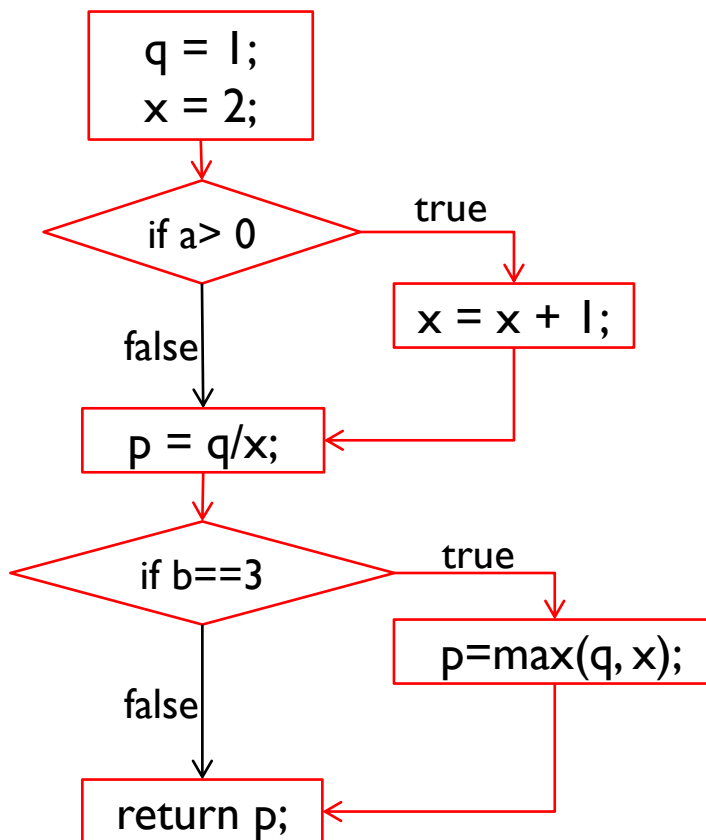 q = 1;
x = 2;
if a> 0
true
x = x + 1;
false
p = q/x;
if b==3
true
p=max(q, x);
false
return p;